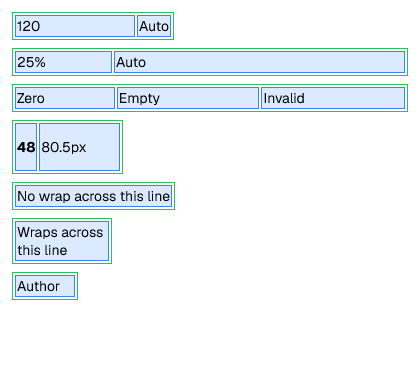 120 Auto
25% Auto
Zero Empty Invalid
48 80.5px
No wrap across this line
Wraps across
this line
Author